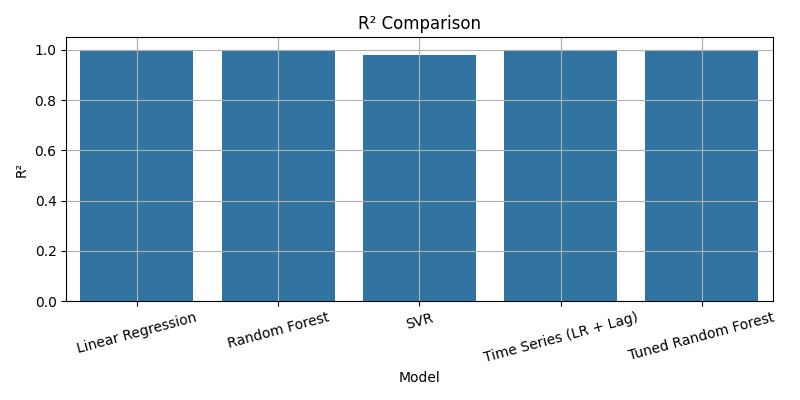 R² Comparison
R²
1.0
0.8
0.6
0.4
0.2
0.0
Linear Regression
Random Forest
SVR
Time Series (LR + Lag)
Tuned Random Forest
Model